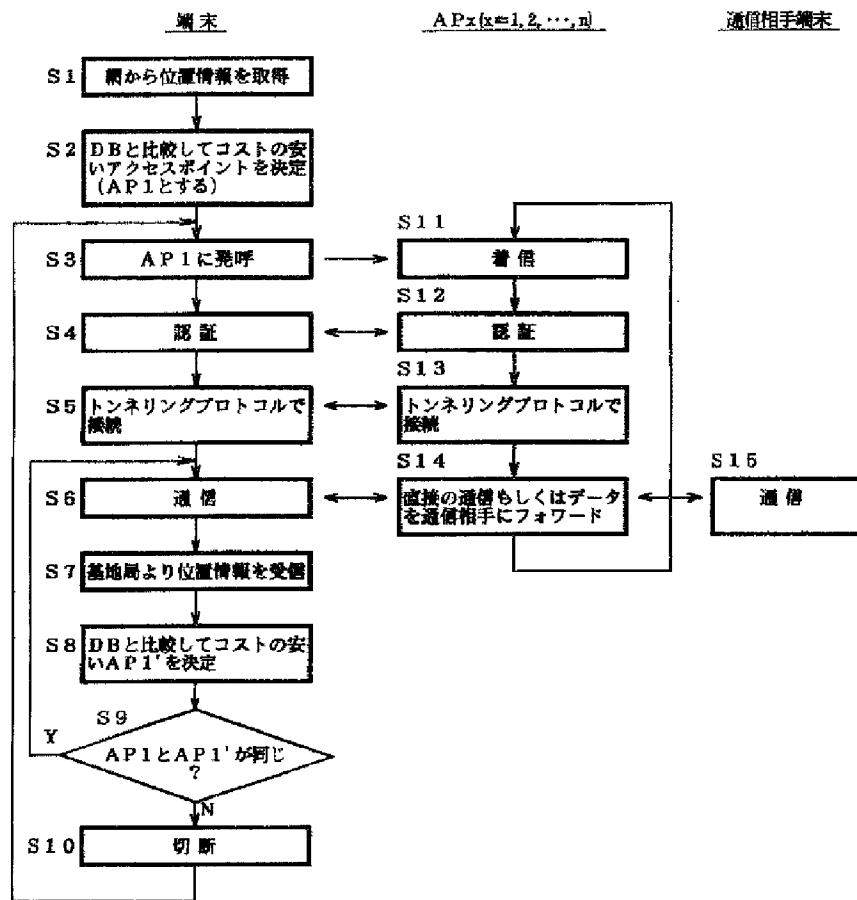 端末
APx(x=1,2,・・・,n)
通信相手端末
S1
網から位置情報を取得
S2
DBと比較してコストの安
いアクセスポイントを決定
(AP1とする)
S11
S3
AP1に発呼
着信
S12
S4
認証
認証
S13
S5
トンネリングプロトコルで
接続
トンネリングプロトコルで
接続
S14
S15
S6
通信
直接の通信もしくはデータ
を通信相手にフォワード
通信
S7
基地局より位置情報を受信
S8
DBと比較してコストの安
いAP1'を決定
S9
Y
AP1とAP1'が同じ
?
N
S10
切断